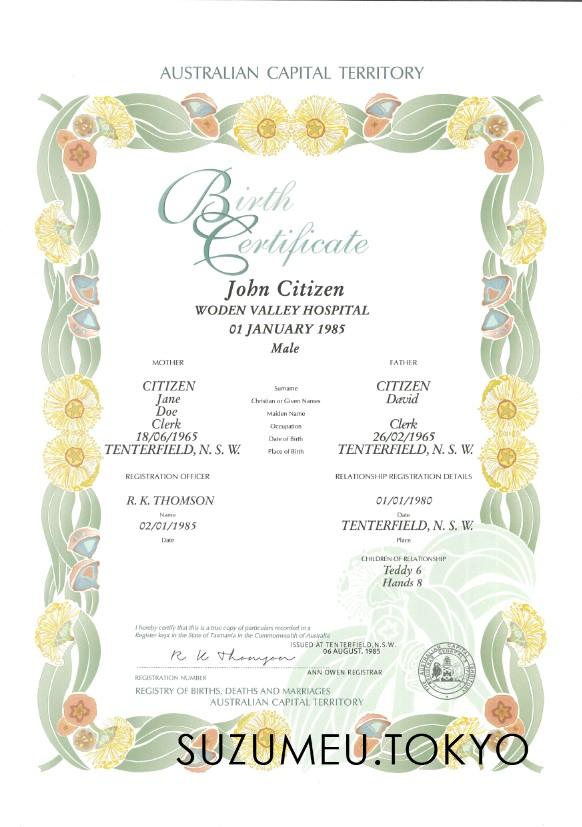 AUSTRALIAN CAPITAL TERRITORY
Birth
Certificate
John Citizen
WODEN VALLEY HOSPITAL
01 JANUARY 1985
Male
MOTHER FATHER
CITIZEN Surname CITIZEN
Jane Christian or Given Names David
Doe Maiden Name
Clerk Occupation Clerk
18/06/1965 Date of Birth 26/02/1965
TENTERFIELD, N. S. W. Place of Birth TENTERFIELD, N. S. W.
REGISTRATION OFFICER RELATIONSHIP REGISTRATION DETAILS
R. K. THOMSON 01/01/1980
Name Date
02/01/1985 TENTERFIELD, N. S. W.
Date Place
CHILDREN OF RELATIONSHIP
Teddy 6
Hands 8
I hereby certify that this is a true copy of particulars recorded in a
Register kept in the State of Tasmania in the Commonwealth of Australia
ISSUED AT TENTERFIELD, N.S.W.
06 AUGUST, 1985
R K Thomson
ANN OWEN REGISTRAR
REGISTRATION NUMBER
REGISTRY OF BIRTHS, DEATHS AND MARRIAGES
AUSTRALIAN CAPITAL TERRITORY
SUZUMEU.TOKYO